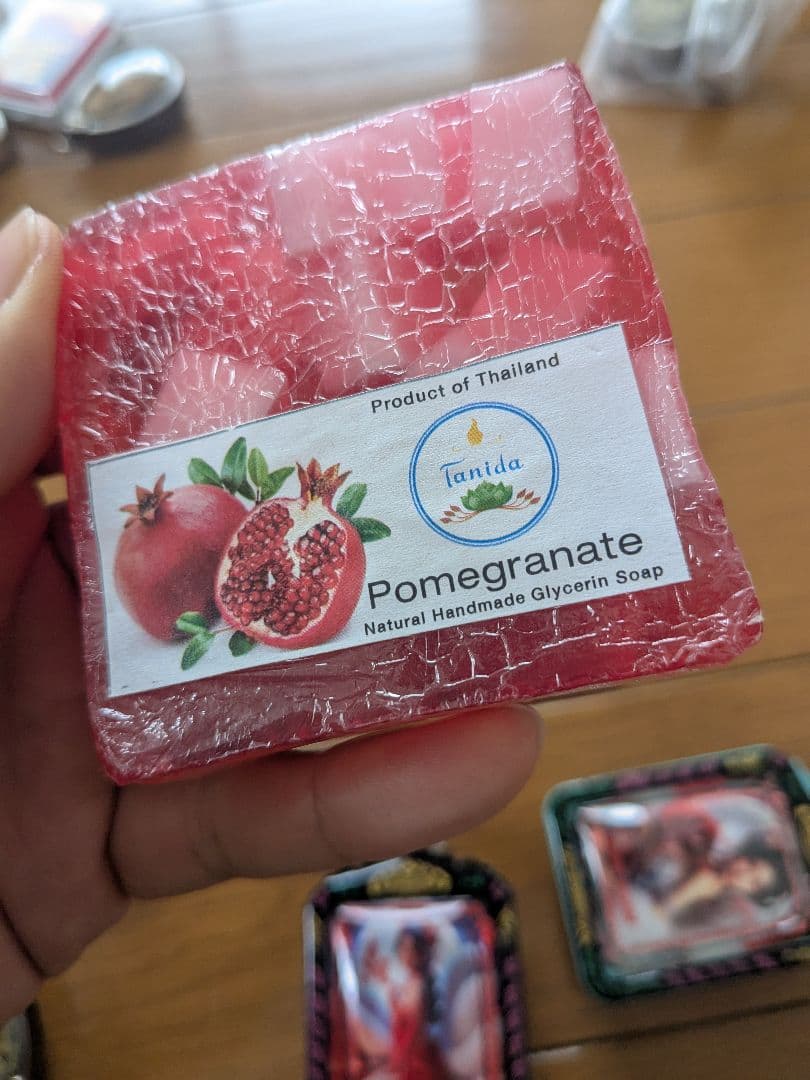 Product of Thailand
Tanida
Pomegranate
Natural Handmade Glycerin Soap